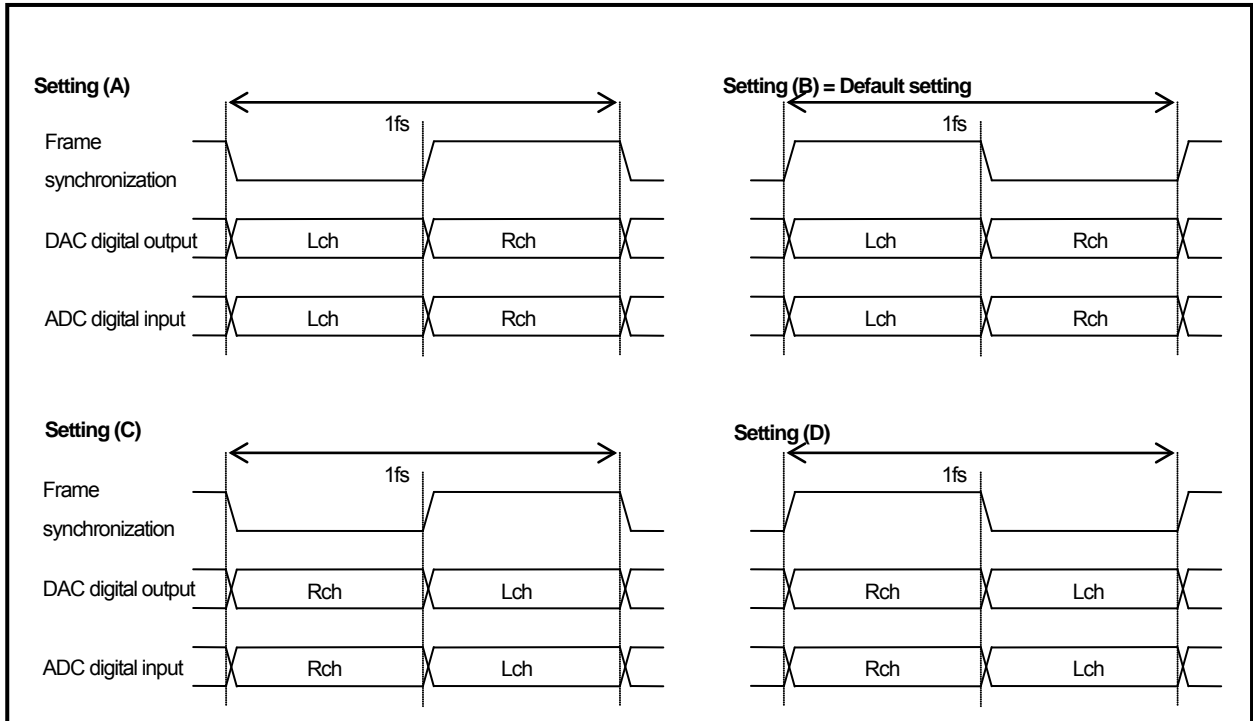 Setting (A)
1fs
Frame
synchronization
DAC digital output
Lch
Rch
ADC digital input
Lch
Rch
Setting (B) = Default setting
1fs
Lch
Rch
Lch
Rch
Setting (C)
1fs
Frame
synchronization
DAC digital output
Rch
Lch
ADC digital input
Rch
Lch
Setting (D)
1fs
Rch
Lch
Rch
Lch